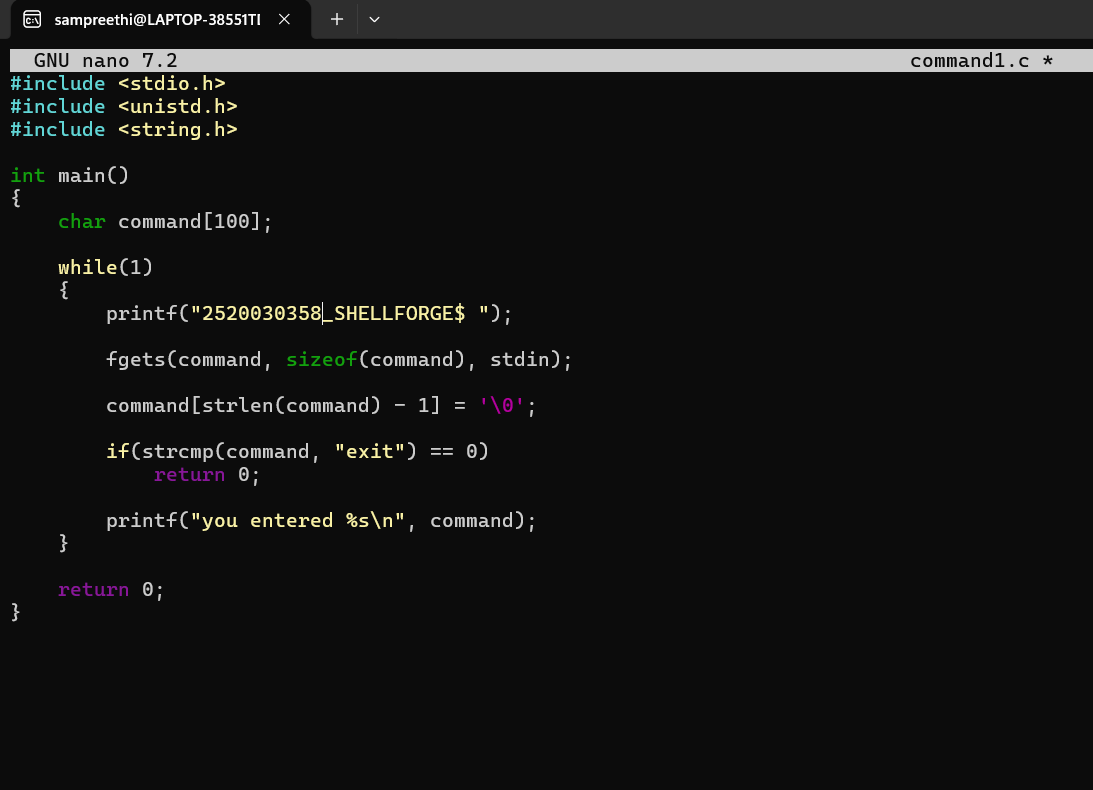 sampreethi@LAPTOP-38551TI
GNU nano 7.2 command1.c *
#include <stdio.h>
#include <unistd.h>
#include <string.h>

int main()
{
    char command[100];

    while(1)
    {
        printf("2520030358_SHELLFORGE$ ");

        fgets(command, sizeof(command), stdin);

        command[strlen(command) - 1] = '\0';

        if(strcmp(command, "exit") == 0)
            return 0;

        printf("you entered %s\n", command);
    }

    return 0;
}